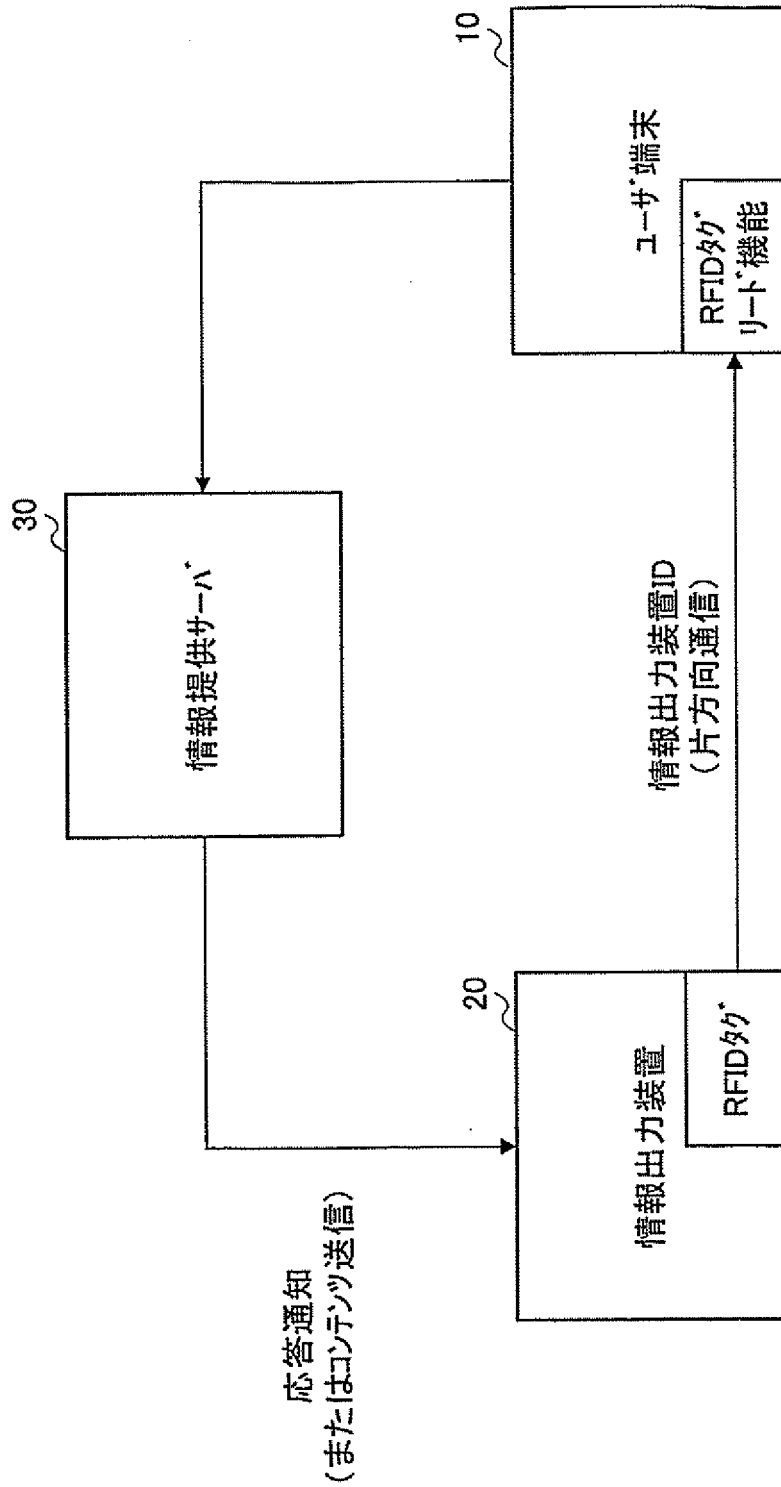 30
情報提供サーバ
応答通知
(またはコンテンツ送信)
20
情報出力装置
RFIDタグ
情報出力装置ID
(片方向通信)
10
ユーザ端末
RFIDタグ
リード機能